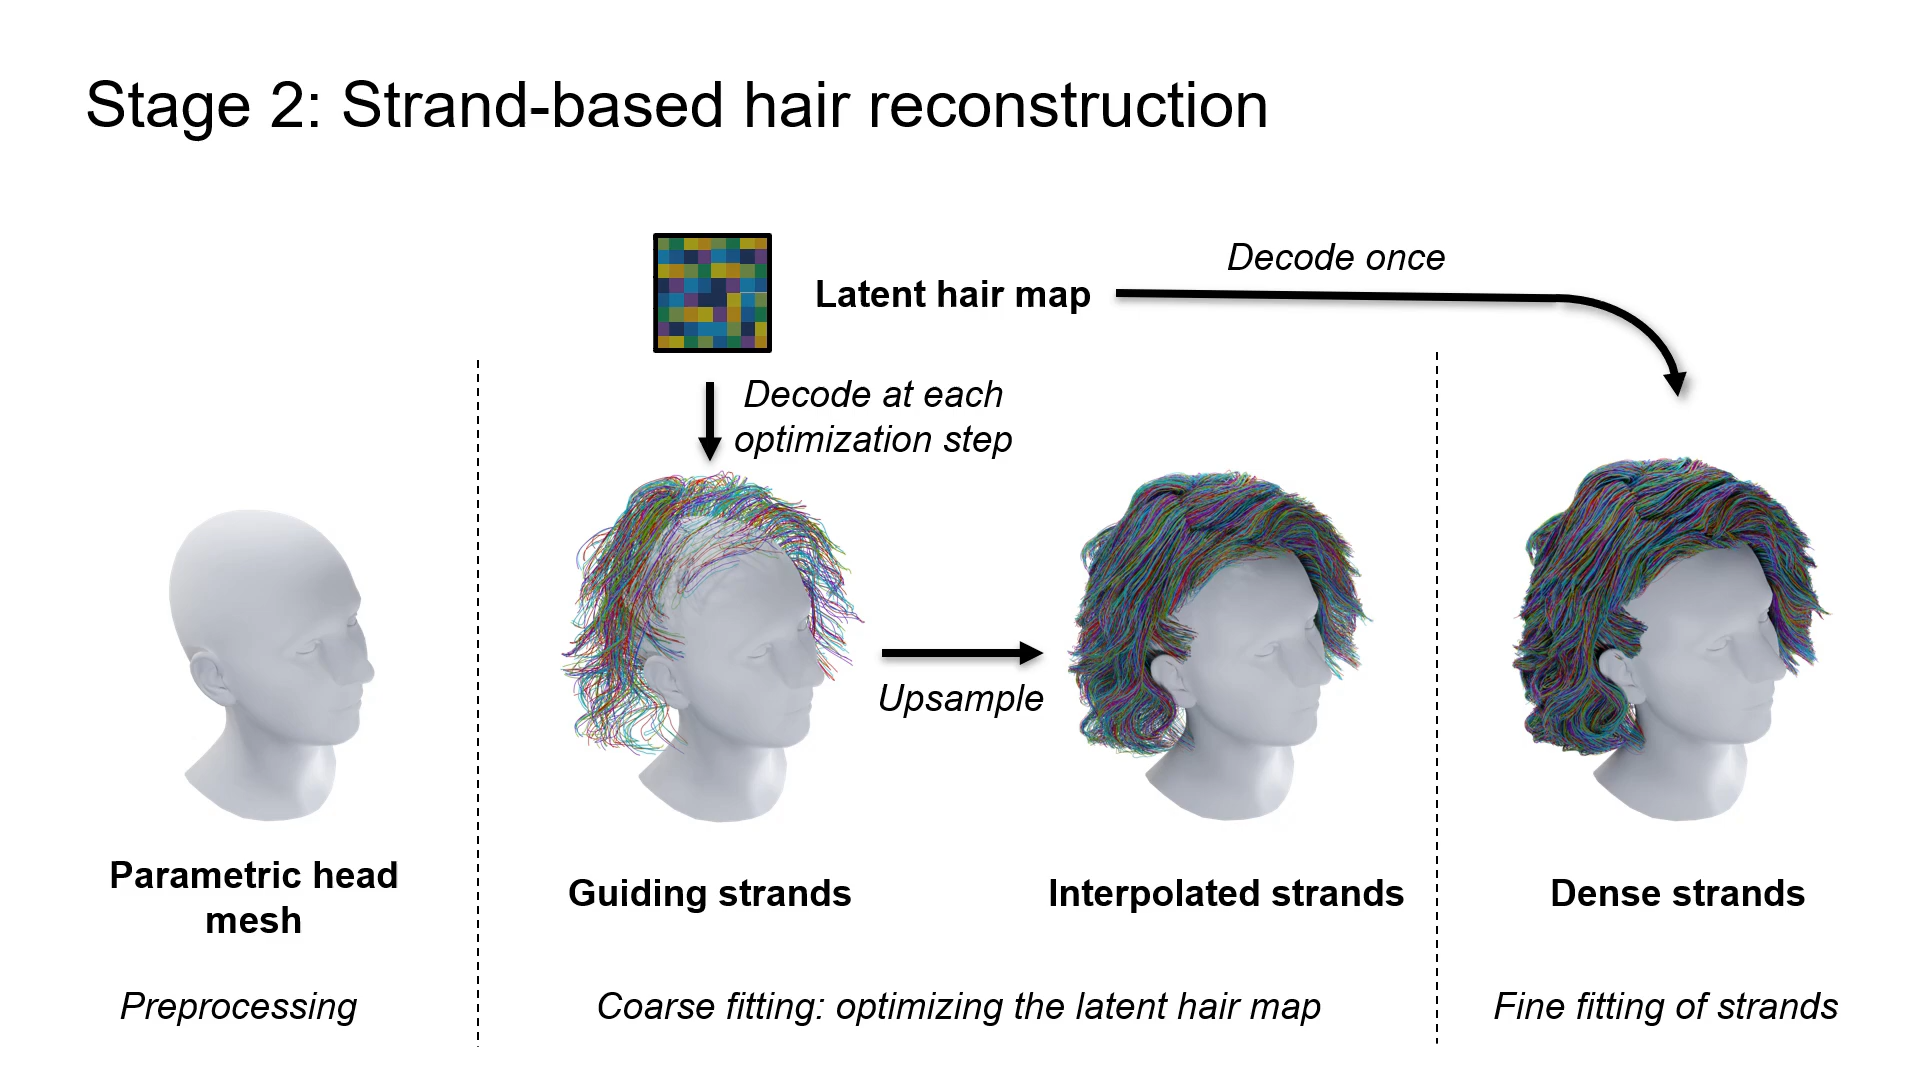 Stage 2: Strand-based hair reconstruction
Decode once
Latent hair map
Decode at each
optimization step
Upsample
Parametric head
mesh
Guiding strands
Interpolated strands
Dense strands
Preprocessing
Coarse fitting: optimizing the latent hair map
Fine fitting of strands